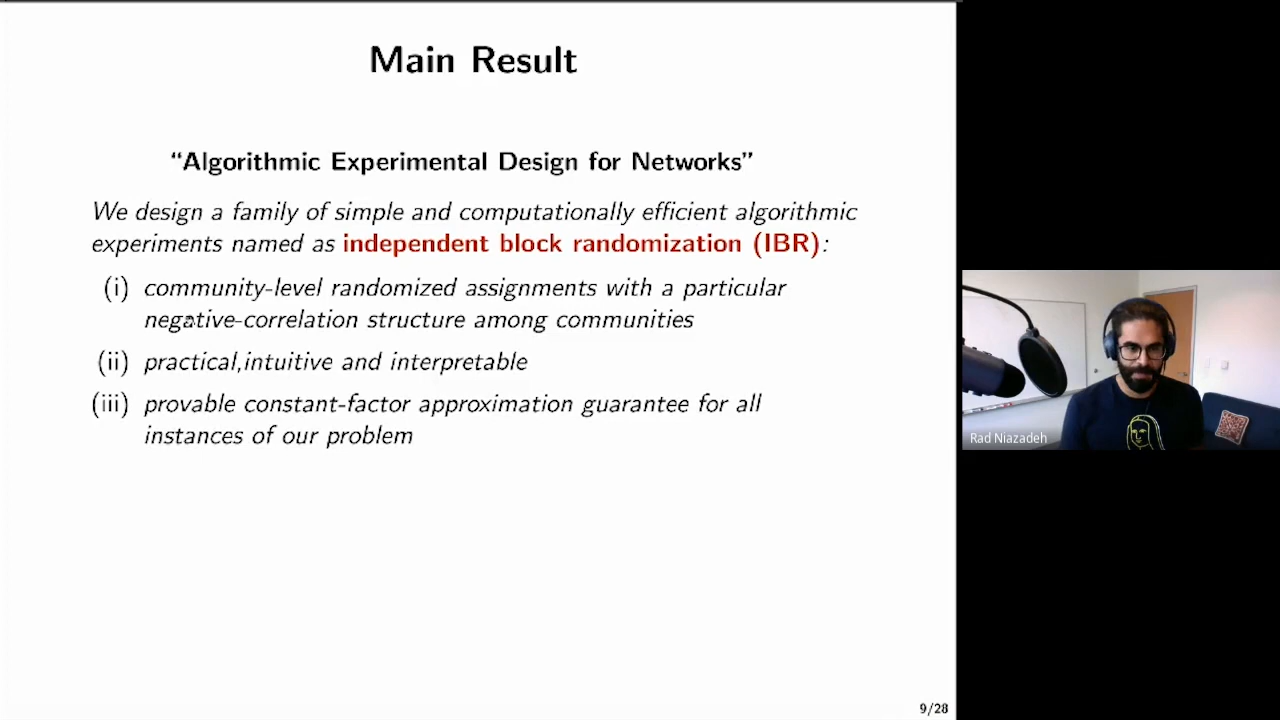 Main Result
“Algorithmic Experimental Design for Networks”
We design a family of simple and computationally efficient algorithmic
experiments named as independent block randomization (IBR):
(i) community-level randomized assignments with a particular
negative-correlation structure among communities
(ii) practical,intuitive and interpretable
(iii) provable constant-factor approximation guarantee for all
instances of our problem
Rad Niazadeh
9/28